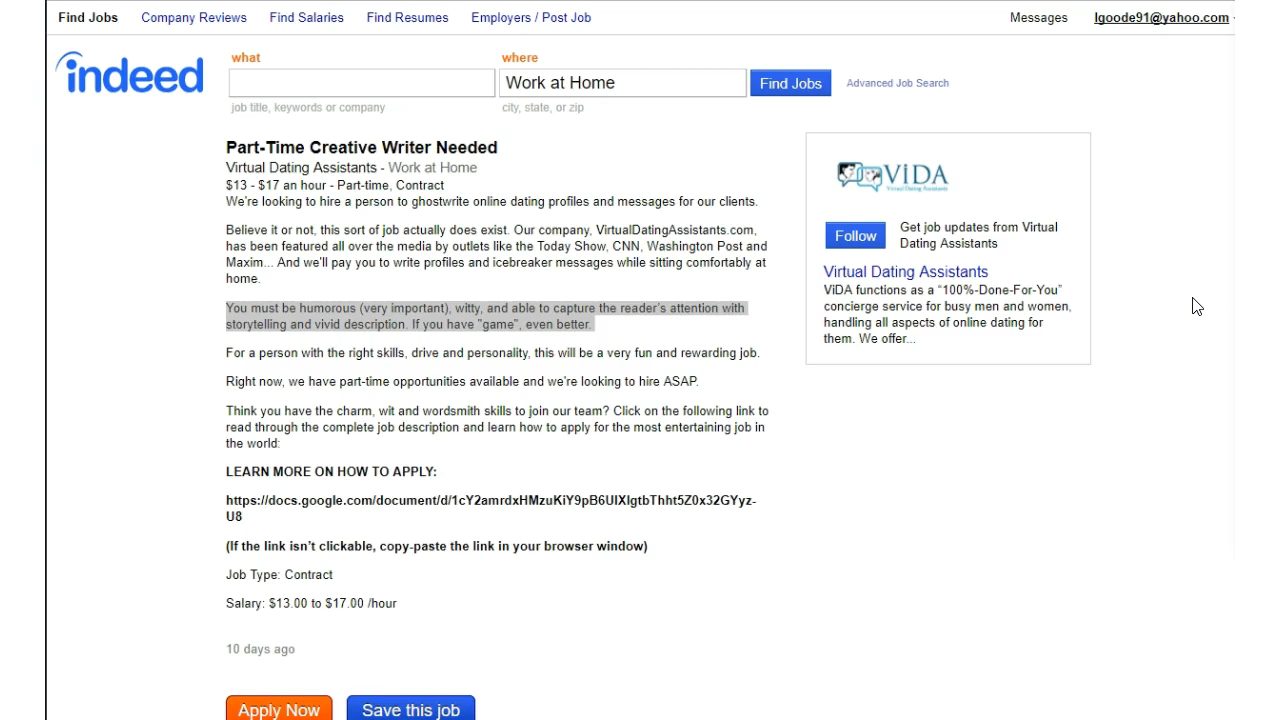 Find Jobs Company Reviews Find Salaries Find Resumes Employers / Post Job Messages lgoode91@yahoo.com
indeed
what where
Work at Home Find Jobs Advanced Job Search
job title, keywords or company city, state, or zip
Part-Time Creative Writer Needed
Virtual Dating Assistants - Work at Home
$13 - $17 an hour - Part-time, Contract
We're looking to hire a person to ghostwrite online dating profiles and messages for our clients.
Believe it or not, this sort of job actually does exist. Our company, VirtualDatingAssistants.com,
has been featured all over the media by outlets like the Today Show, CNN, Washington Post and
Maxim... And we'll pay you to write profiles and icebreaker messages while sitting comfortably at
home.
You must be humorous (very important), witty, and able to capture the reader's attention with
storytelling and vivid description. If you have "game", even better.
For a person with the right skills, drive and personality, this will be a very fun and rewarding job.
Right now, we have part-time opportunities available and we're looking to hire ASAP.
Think you have the charm, wit and wordsmith skills to join our team? Click on the following link to
read through the complete job description and learn how to apply for the most entertaining job in
the world:
LEARN MORE ON HOW TO APPLY:
https://docs.google.com/document/d/1cY2amrdxHMzuKiY9pB6UIXIgtbThht5Z0x32GYyz-
U8
(If the link isn't clickable, copy-paste the link in your browser window)
Job Type: Contract
Salary: $13.00 to $17.00 /hour
10 days ago
Apply Now Save this job
ViDA
Virtual Dating Assistants
Follow
Get job updates from Virtual
Dating Assistants
Virtual Dating Assistants
ViDA functions as a “100%-Done-For-You”
concierge service for busy men and women,
handling all aspects of online dating for
them. We offer...